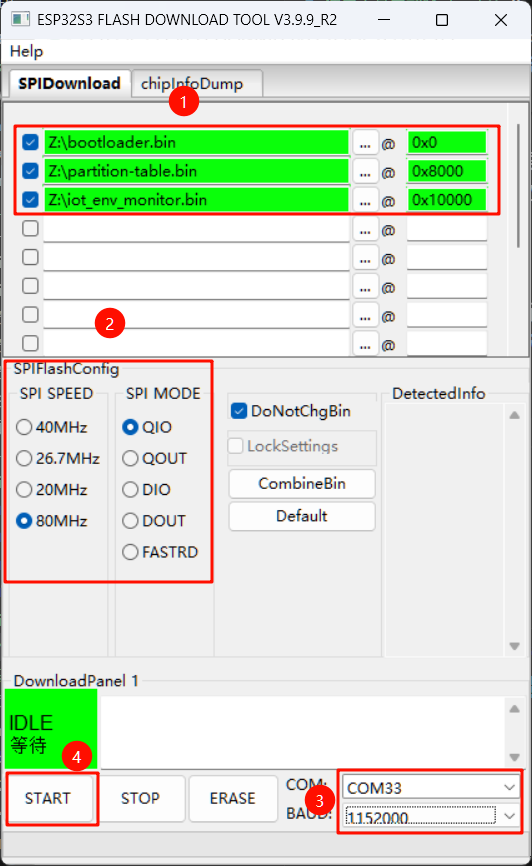 ESP32S3 FLASH DOWNLOAD TOOL V3.9.9_R2
Help
SPIDownload chipInfoDump
1
Z:\bootloader.bin ... @ 0x0
Z:\partition-table.bin ... @ 0x8000
Z:\iot_env_monitor.bin ... @ 0x10000
... @
... @
... @
... @
... @
2
SPIFlashConfig
SPI SPEED SPI MODE DetectedInfo
40MHz QIO DoNotChgBin
26.7MHz QOUT LockSettings
20MHz DIO CombineBin
80MHz DOUT Default
FASTRD
DownloadPanel 1
IDLE
等待
4
START STOP ERASE COM: COM33
3
BAUD: 1152000